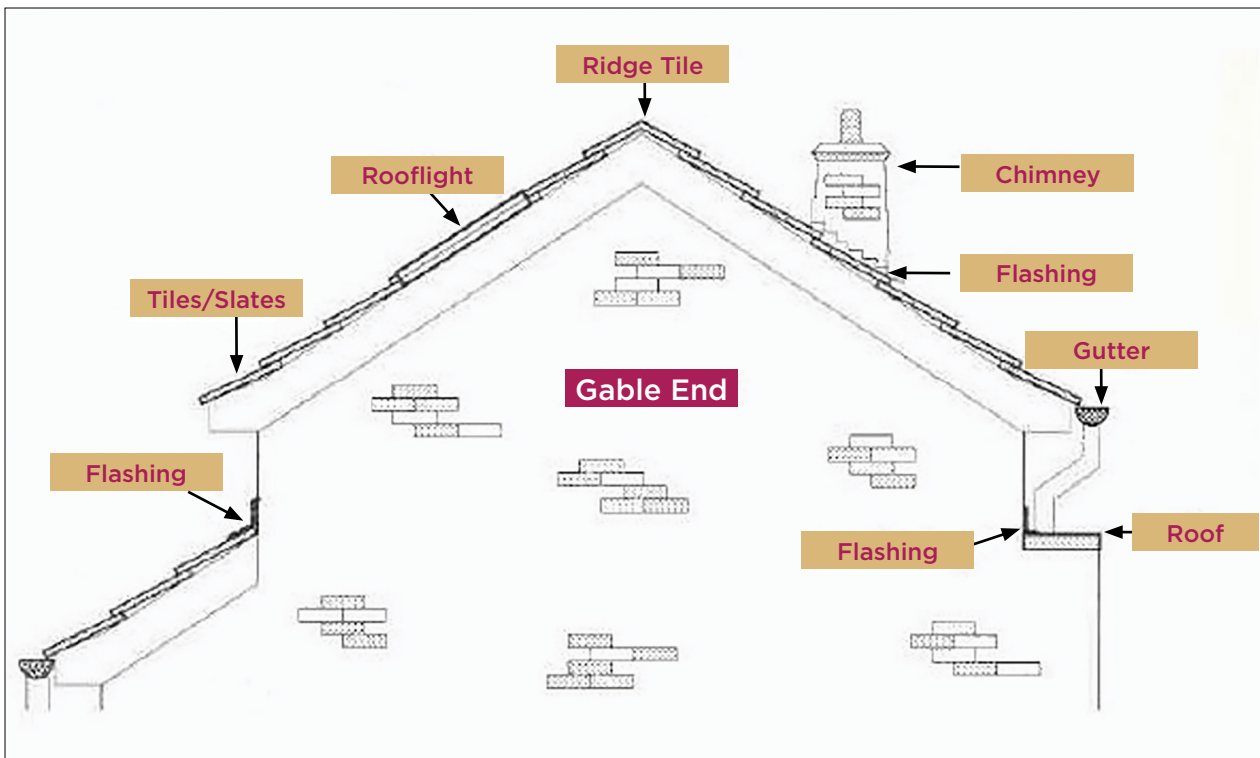 Ridge Tile
Rooflight
Chimney
Flashing
Tiles/Slates
Gutter
Gable End
Flashing
Flashing
Roof